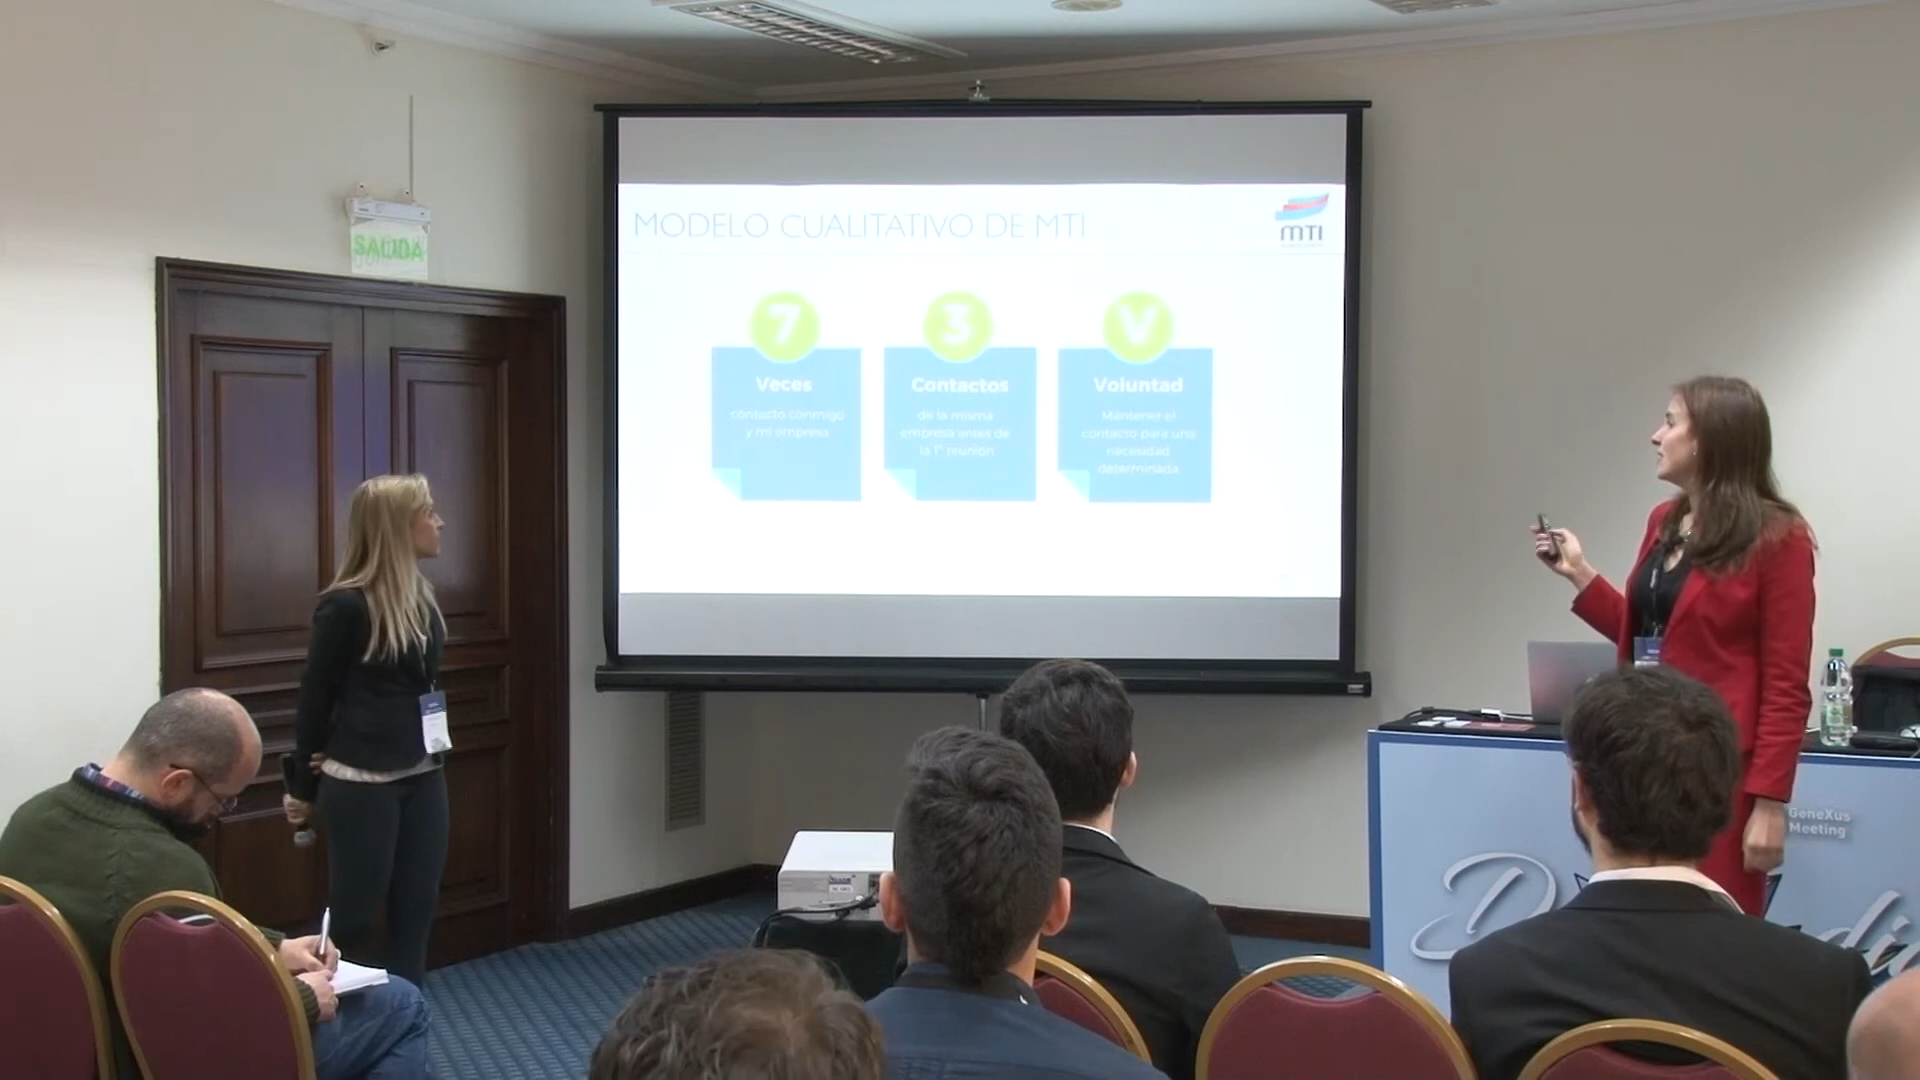 SALIDA
MODELO CUALITATIVO DE MTI
mti
7
Veces
contacto conmigo
y mi empresa
3
Contactos
de la misma
empresa antes de
la 1ª reunión
V
Voluntad
Mantener el
contacto para una
necesidad
determinada
GeneXus
Meeting